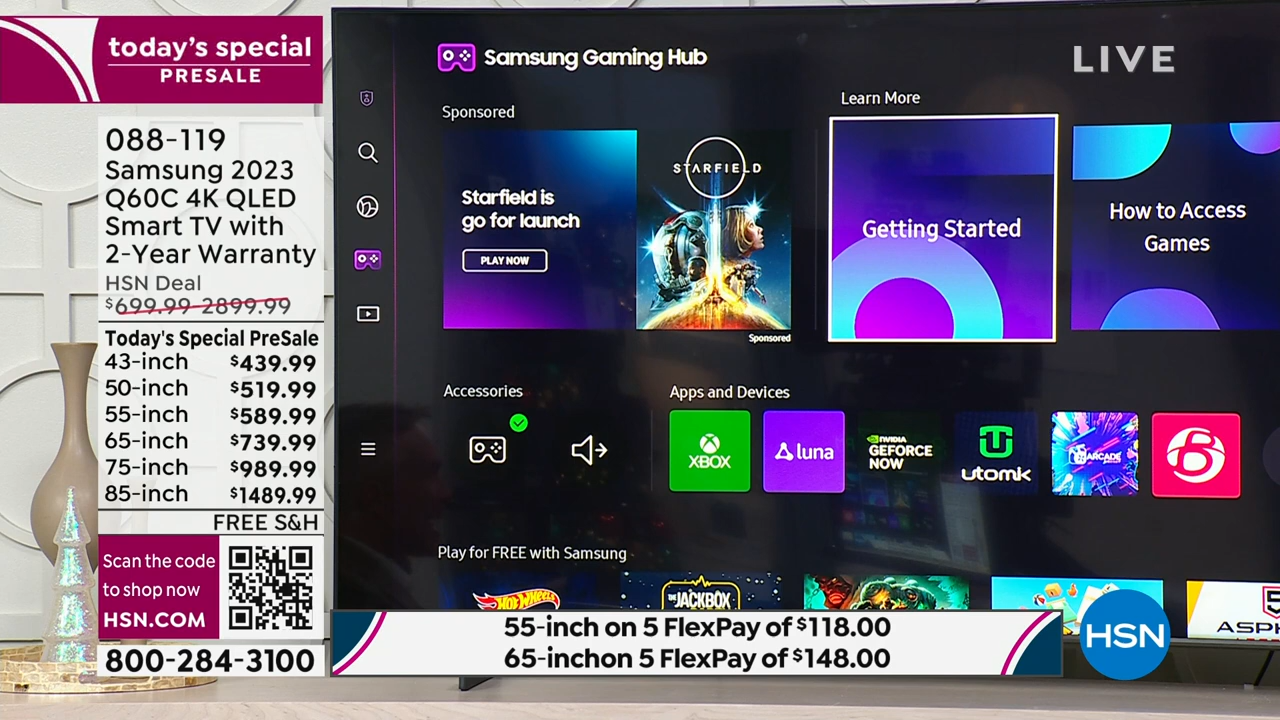 today's special
PRESALE
088-119
Samsung 2023
Q60C 4K QLED
Smart TV with
2-Year Warranty
HSN Deal
$699.99-2899.99
Today's Special PreSale
43-inch $439.99
50-inch $519.99
55-inch $589.99
65-inch $739.99
75-inch $989.99
85-inch $1489.99
FREE S&H
Scan the code
to shop now
HSN.COM
800-284-3100
Samsung Gaming Hub
LIVE
Sponsored
Learn More
Starfield is
go for launch
PLAY NOW
STARFIELD
Sponsored
Getting Started
How to Access
Games
Accessories
Apps and Devices
XBOX
luna
NVIDIA
GEFORCE
NOW
utomik
ARCADE
Play for FREE with Samsung
HOT WHEELS
THE JACKBOX
ASPH
55-inch on 5 FlexPay of $118.00
65-inchon 5 FlexPay of $148.00
HSN